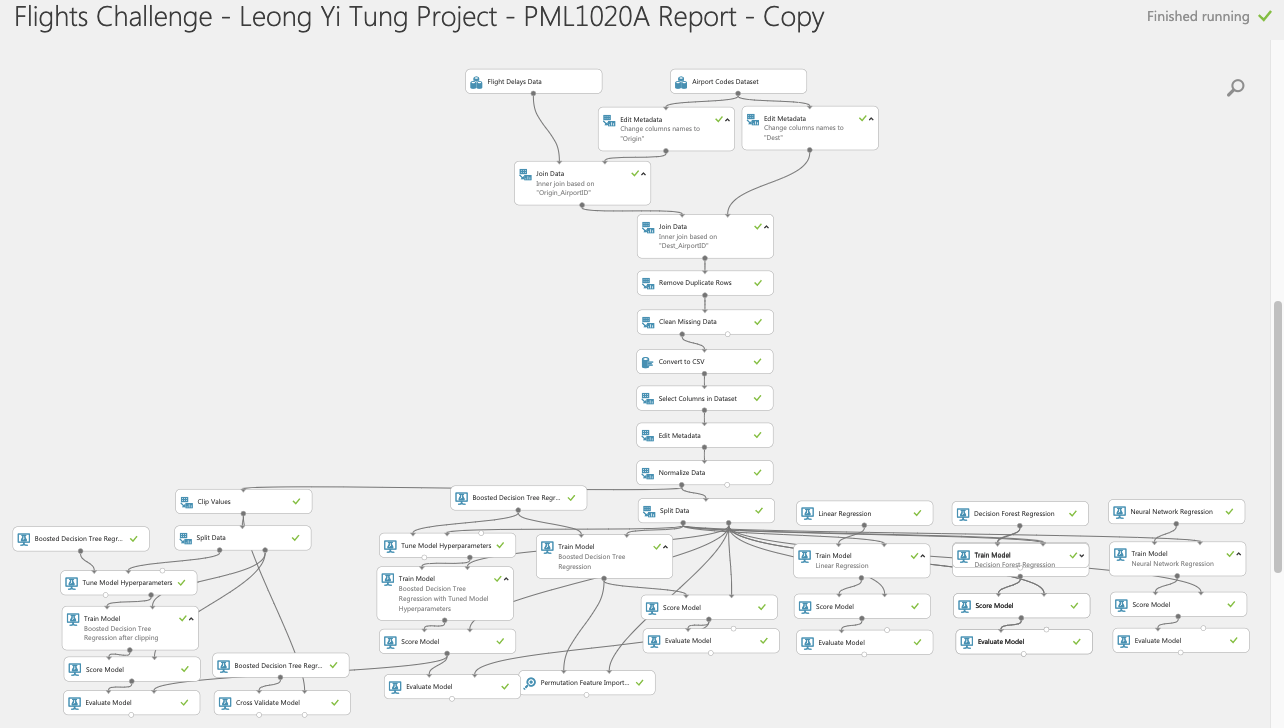 Flights Challenge - Leong Yi Tung Project - PML1020A Report - Copy
Finished running
Flight Delays Data
Airport Codes Dataset
Edit Metadata
Change columns names to
"Origin"
Edit Metadata
Change columns names to
"Dest"
Join Data
Inner join based on
"Origin_AirportID"
Join Data
Inner join based on
"Dest_AirportID"
Remove Duplicate Rows
Clean Missing Data
Convert to CSV
Select Columns in Dataset
Edit Metadata
Normalize Data
Clip Values
Boosted Decision Tree Regr...
Split Data
Linear Regression
Decision Forest Regression
Neural Network Regression
Boosted Decision Tree Regr...
Split Data
Tune Model Hyperparameters
Train Model
Boosted Decision Tree
Regression
Train Model
Linear Regression
Train Model
Decision Forest Regression
Train Model
Neural Network Regression
Tune Model Hyperparameters
Train Model
Boosted Decision Tree
Regression with Tuned Model
Hyperparameters
Score Model
Score Model
Score Model
Score Model
Train Model
Boosted Decision Tree
Regression after clipping
Score Model
Evaluate Model
Evaluate Model
Evaluate Model
Evaluate Model
Score Model
Boosted Decision Tree Regr...
Evaluate Model
Permutation Feature Import...
Evaluate Model
Cross Validate Model